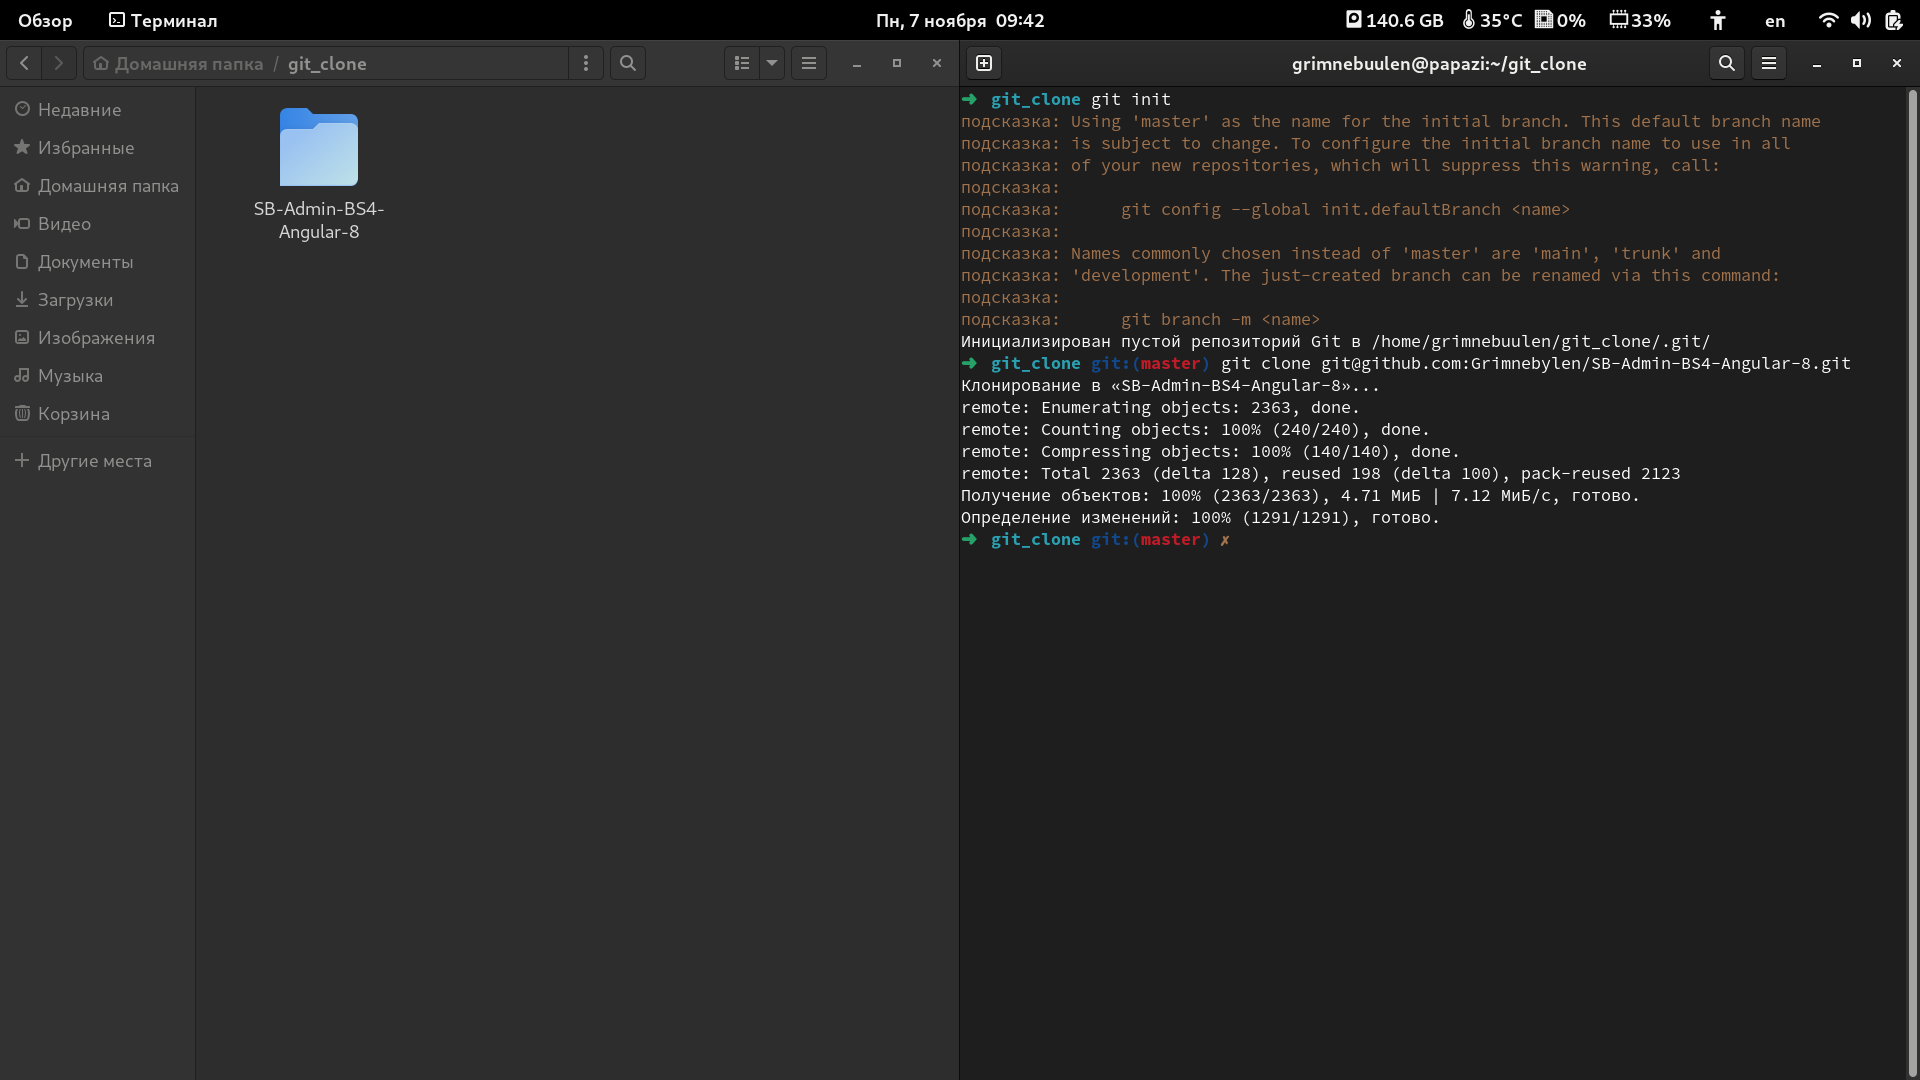 Обзор
Терминал
Пн, 7 ноября 09:42
140.6 GB
35°C
0%
33%
en
Домашняя папка / git_clone
Недавние
Избранные
Домашняя папка
Видео
Документы
Загрузки
Изображения
Музыка
Корзина
Другие места
SB-Admin-BS4-
Angular-8
grimnebuulen@papazi:~/git_clone
➜ git_clone git init
подсказка: Using 'master' as the name for the initial branch. This default branch name
подсказка: is subject to change. To configure the initial branch name to use in all
подсказка: of your new repositories, which will suppress this warning, call:
подсказка:
подсказка: git config --global init.defaultBranch <name>
подсказка:
подсказка: Names commonly chosen instead of 'master' are 'main', 'trunk' and
подсказка: 'development'. The just-created branch can be renamed via this command:
подсказка:
подсказка: git branch -m <name>
Инициализирован пустой репозиторий Git в /home/grimnebuulen/git_clone/.git/
➜ git_clone git:(master) git clone git@github.com:Grimnebylen/SB-Admin-BS4-Angular-8.git
Клонирование в «SB-Admin-BS4-Angular-8»...
remote: Enumerating objects: 2363, done.
remote: Counting objects: 100% (240/240), done.
remote: Compressing objects: 100% (140/140), done.
remote: Total 2363 (delta 128), reused 198 (delta 100), pack-reused 2123
Получение объектов: 100% (2363/2363), 4.71 МиБ | 7.12 МиБ/с, готово.
Определение изменений: 100% (1291/1291), готово.
➜ git_clone git:(master) ✗